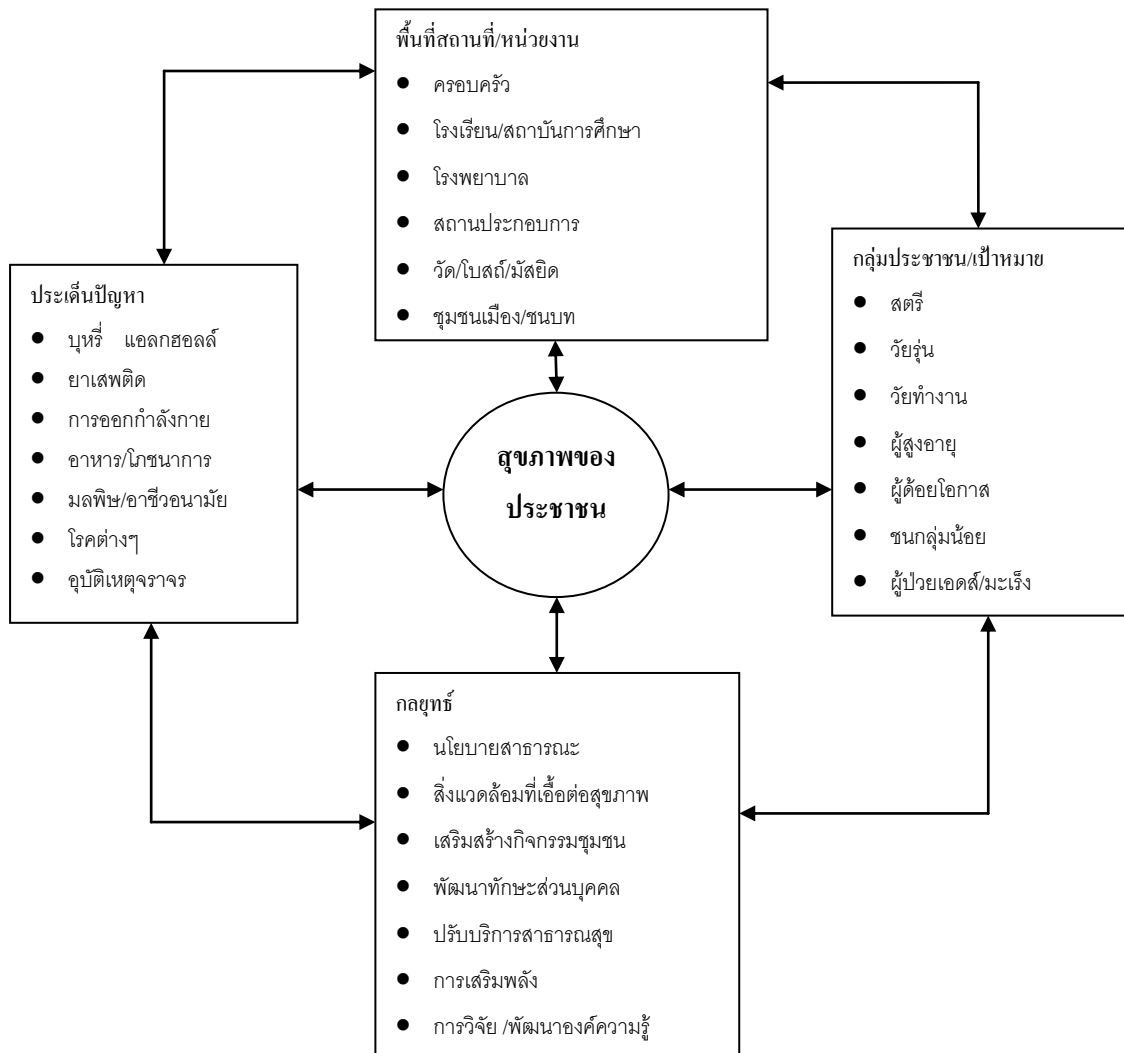 พื้นที่สถานที่/หน่วยงาน
● ครอบครัว
● โรงเรียน/สถาบันการศึกษา
● โรงพยาบาล
● สถานประกอบการ
● วัด/โบสถ์/มัสยิด
● ชุมชนเมือง/ชนบท
ประเด็นปัญหา
● บุหรี่ แอลกฮอลล์
● ยาเสพติด
● การออกกำลังกาย
● อาหาร/โภชนาการ
● มลพิษ/อาชีวอนามัย
● โรคต่างๆ
● อุบัติเหตุจราจร
สุขภาพของ
ประชาชน
กลุ่มประชาชน/เป้าหมาย
● สตรี
● วัยรุ่น
● วัยทำงาน
● ผู้สูงอายุ
● ผู้ด้อยโอกาส
● ชนกลุ่มน้อย
● ผู้ป่วยเอดส์/มะเร็ง
กลยุทธ์
● นโยบายสาธารณะ
● สิ่งแวดล้อมที่เอื้อต่อสุขภาพ
● เสริมสร้างกิจกรรมชุมชน
● พัฒนาทักษะส่วนบุคคล
● ปรับบริการสาธารณสุข
● การเสริมพลัง
● การวิจัย /พัฒนาองค์ความรู้